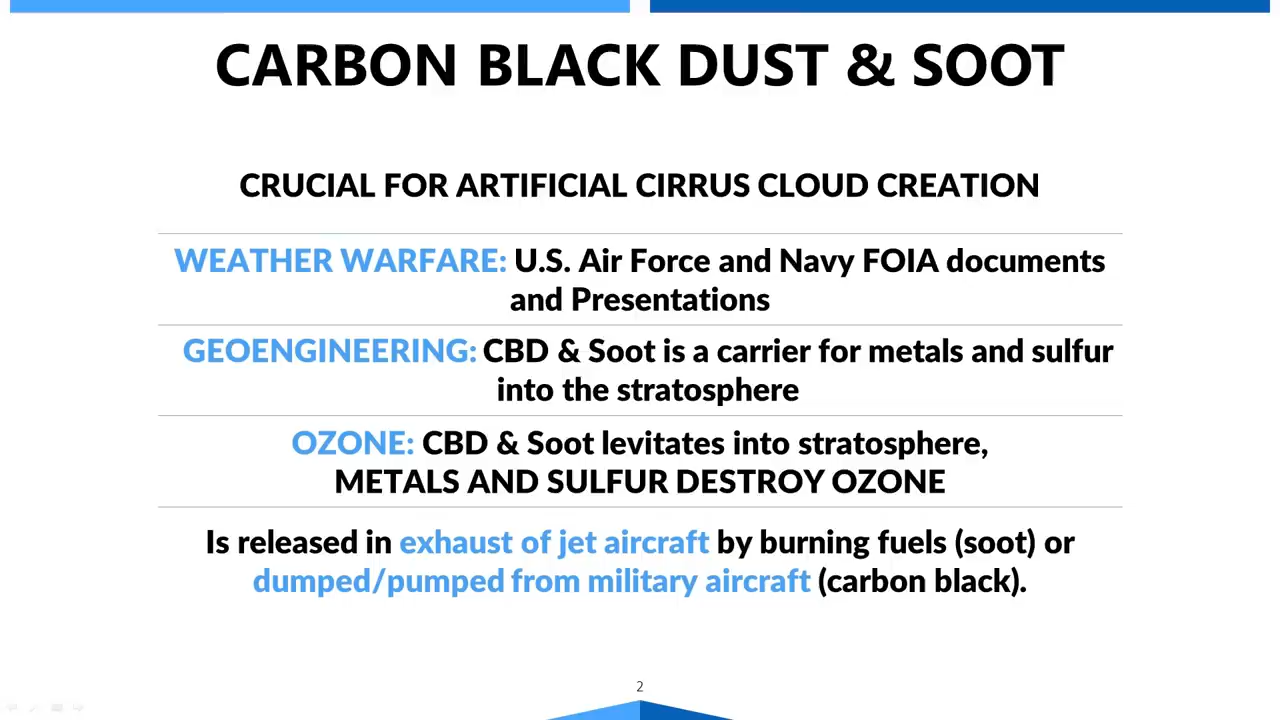 CARBON BLACK DUST & SOOT
CRUCIAL FOR ARTIFICIAL CIRRUS CLOUD CREATION
WEATHER WARFARE: U.S. Air Force and Navy FOIA documents
and Presentations
GEOENGINEERING: CBD & Soot is a carrier for metals and sulfur
into the stratosphere
OZONE: CBD & Soot levitates into stratosphere,
METALS AND SULFUR DESTROY OZONE
Is released in exhaust of jet aircraft by burning fuels (soot) or
dumped/pumped from military aircraft (carbon black).
2